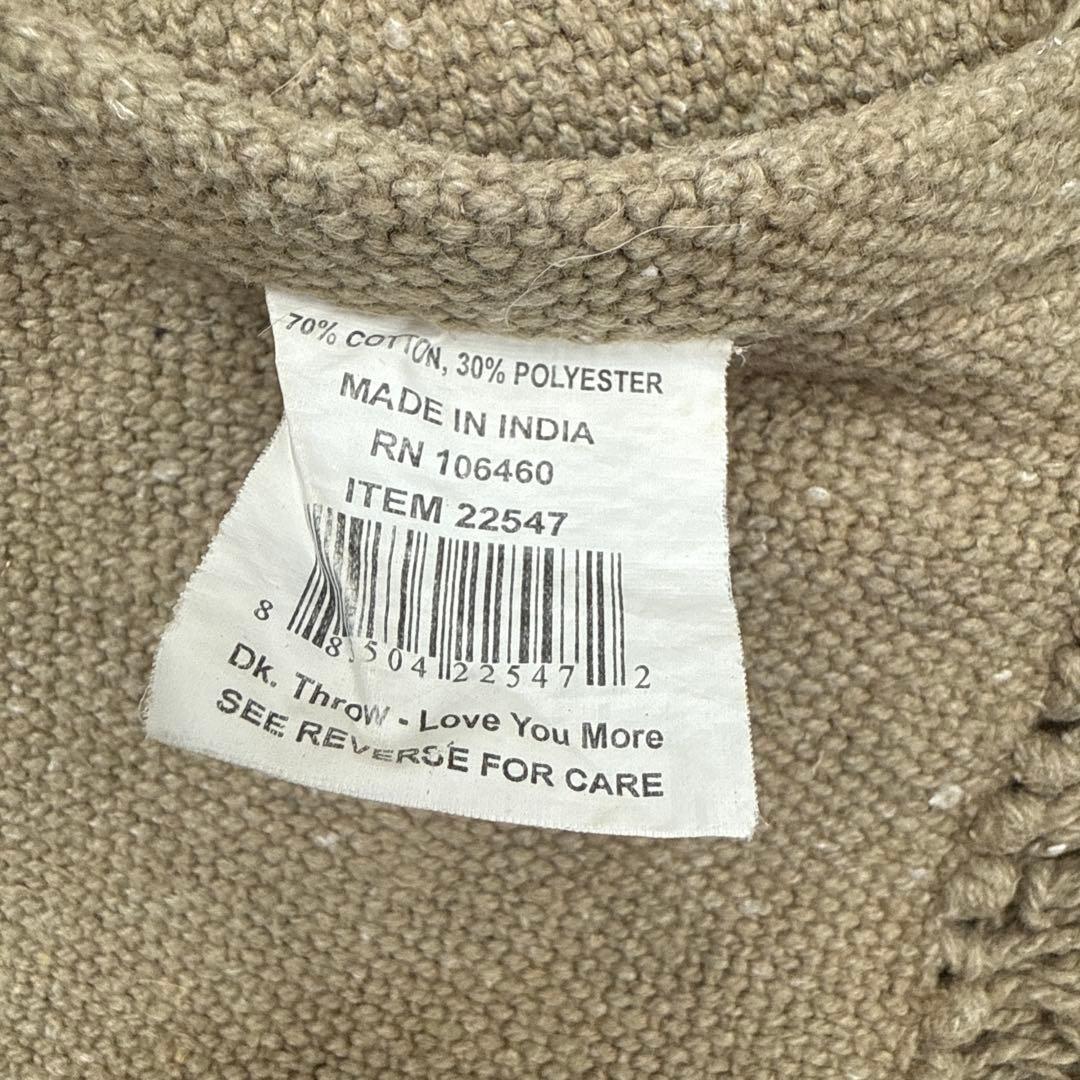 70% COTTON, 30% POLYESTER
MADE IN INDIA
RN 106460
ITEM 22547
8 504 22547 2
Dk. Throw - Love You More
SEE REVERSE FOR CARE